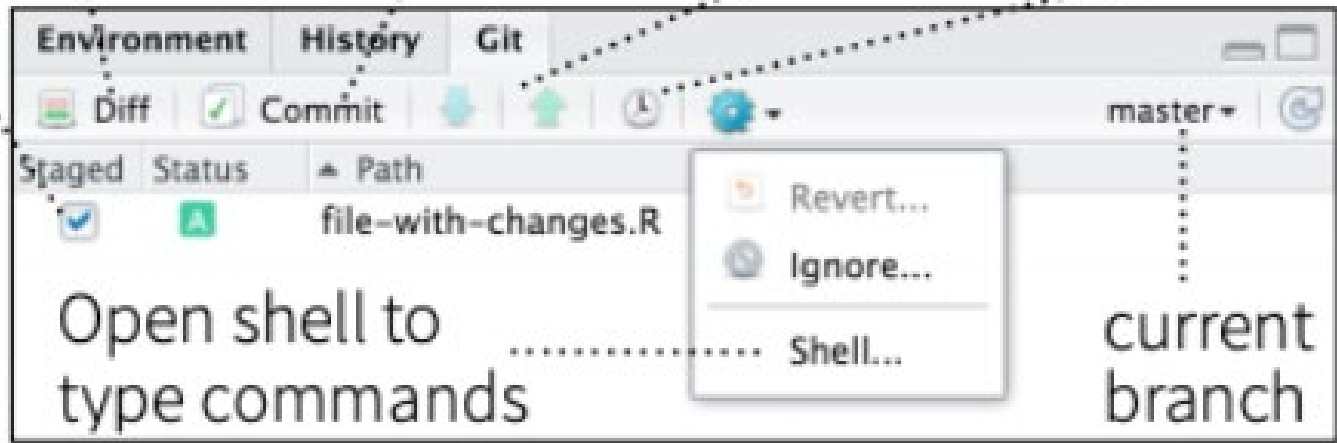 Environment History Git
Diff Commit master
Staged Status Path
A file-with-changes.R
Revert...
Ignore...
Shell...
Open shell to
type commands
current
branch